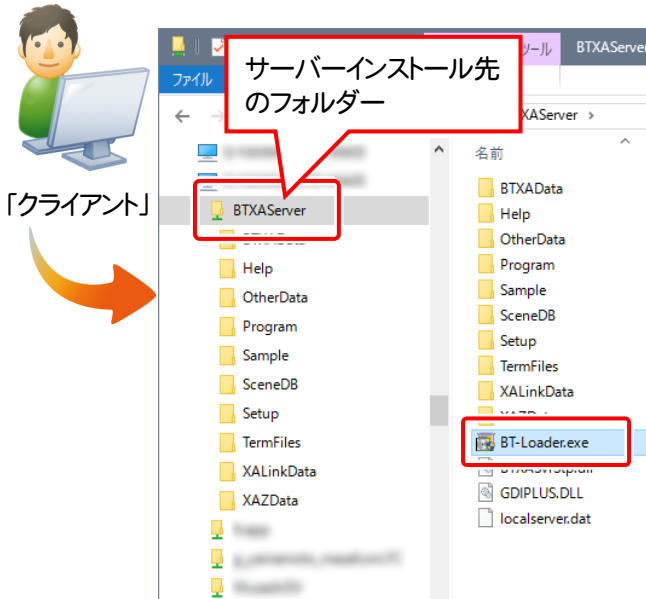 サーバーインストール先
のフォルダー
ツール
BTXAServer
ファイル
XAServer
名前
「クライアント」
BTXAServer
Help
OtherData
Program
Sample
SceneDB
Setup
TermFiles
XALinkData
XAZData
BTXAData
Help
OtherData
Program
Sample
SceneDB
Setup
TermFiles
XALinkData
BT-Loader.exe
GDIPLUS.DLL
localserver.dat